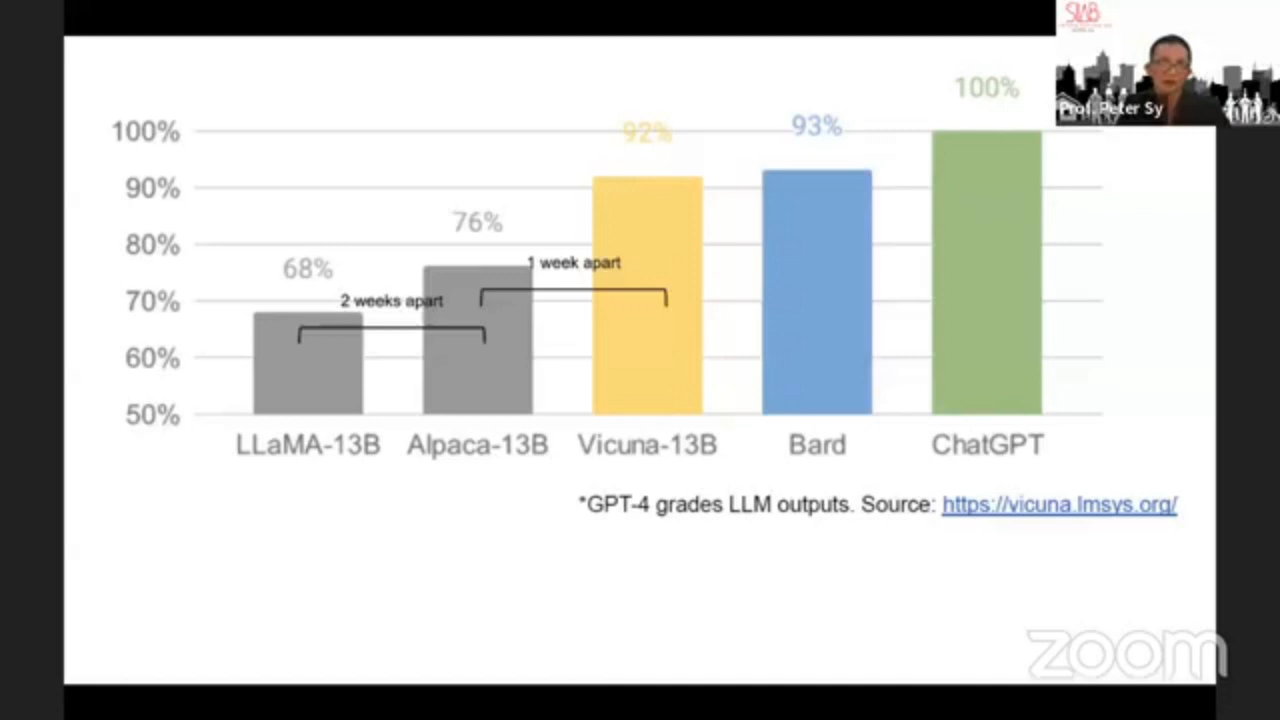 SLAB
Prof. Peter Sy
100%
93%
92%
76%
68%
100%
90%
80%
70%
60%
50%
1 week apart
2 weeks apart
LLaMA-13B Alpaca-13B Vicuna-13B Bard ChatGPT
*GPT-4 grades LLM outputs. Source: https://vicuna.lmsys.org/
zoom